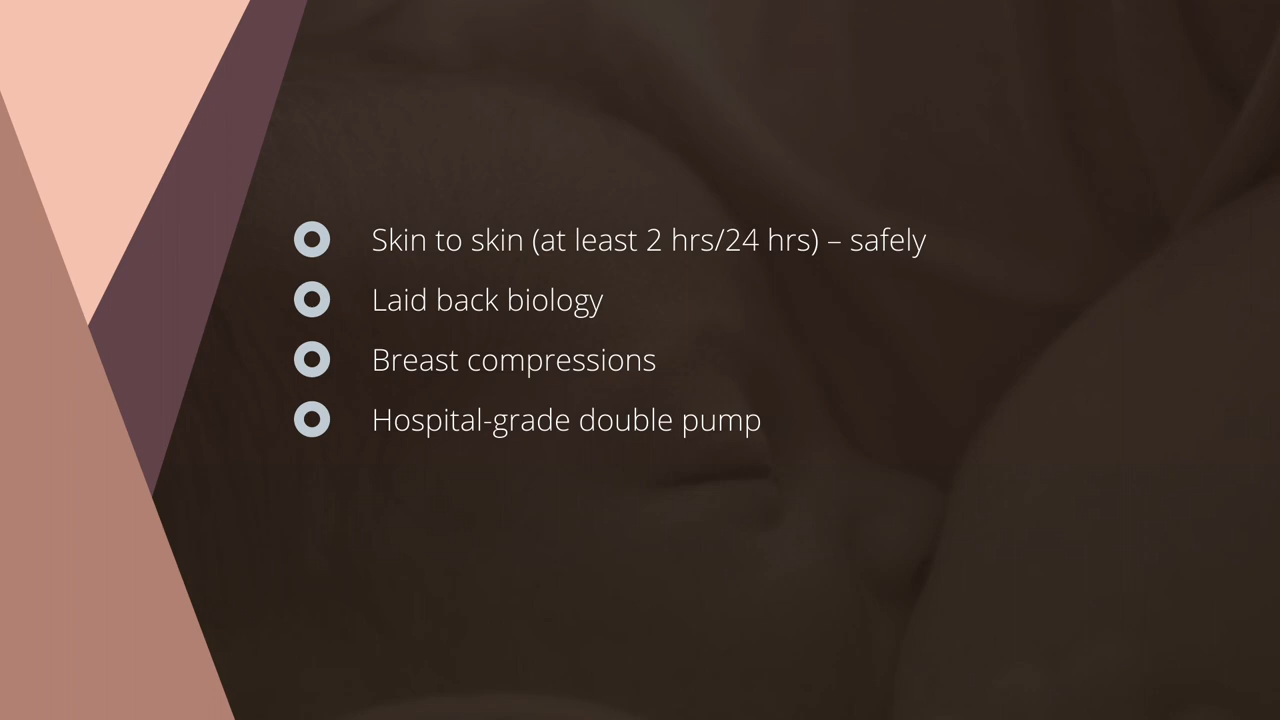 Skin to skin (at least 2 hrs/24 hrs) – safely
Laid back biology
Breast compressions
Hospital-grade double pump